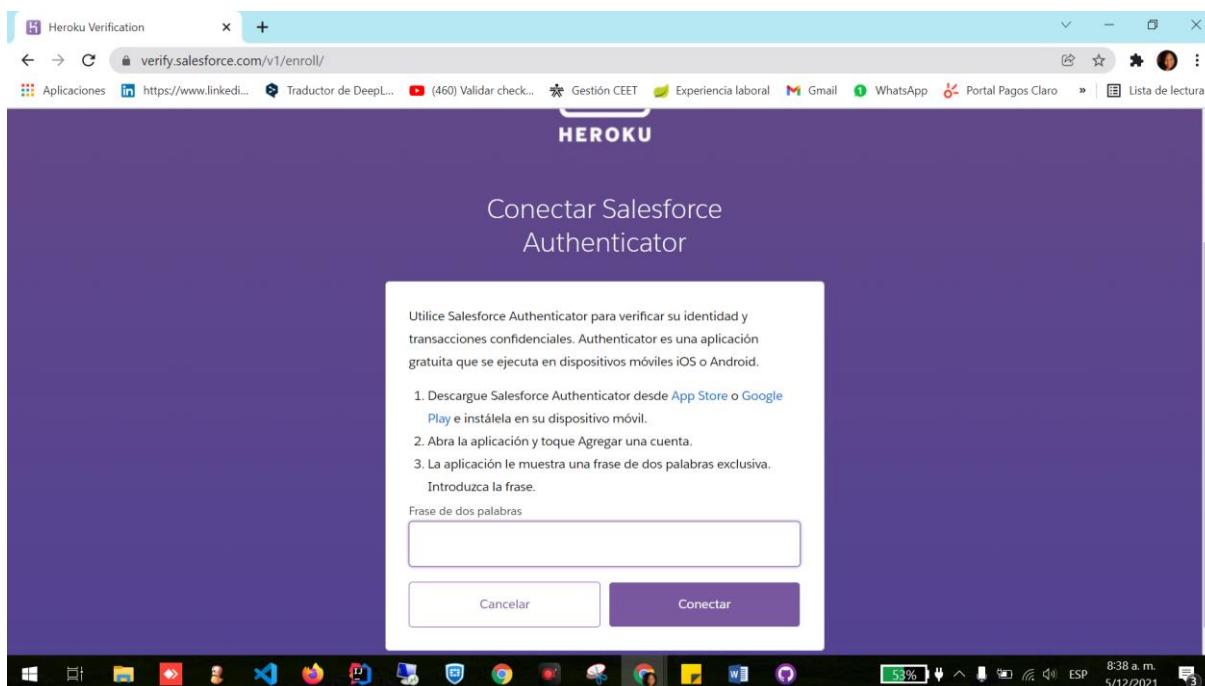 Heroku Verification
verify.salesforce.com/v1/enroll/
Aplicaciones https://www.linkedi... Traductor de DeepL... (460) Validar check... Gestión CEET Experiencia laboral Gmail WhatsApp Portal Pagos Claro » Lista de lectura
HEROKU
Conectar Salesforce
Authenticator
Utilice Salesforce Authenticator para verificar su identidad y
transacciones confidenciales. Authenticator es una aplicación
gratuita que se ejecuta en dispositivos móviles iOS o Android.
1. Descargue Salesforce Authenticator desde App Store o Google
Play e instálela en su dispositivo móvil.
2. Abra la aplicación y toque Agregar una cuenta.
3. La aplicación le muestra una frase de dos palabras exclusiva.
Introduzca la frase.
Frase de dos palabras
Cancelar Conectar
53% ESP 8:38 a. m.
5/12/2021 3